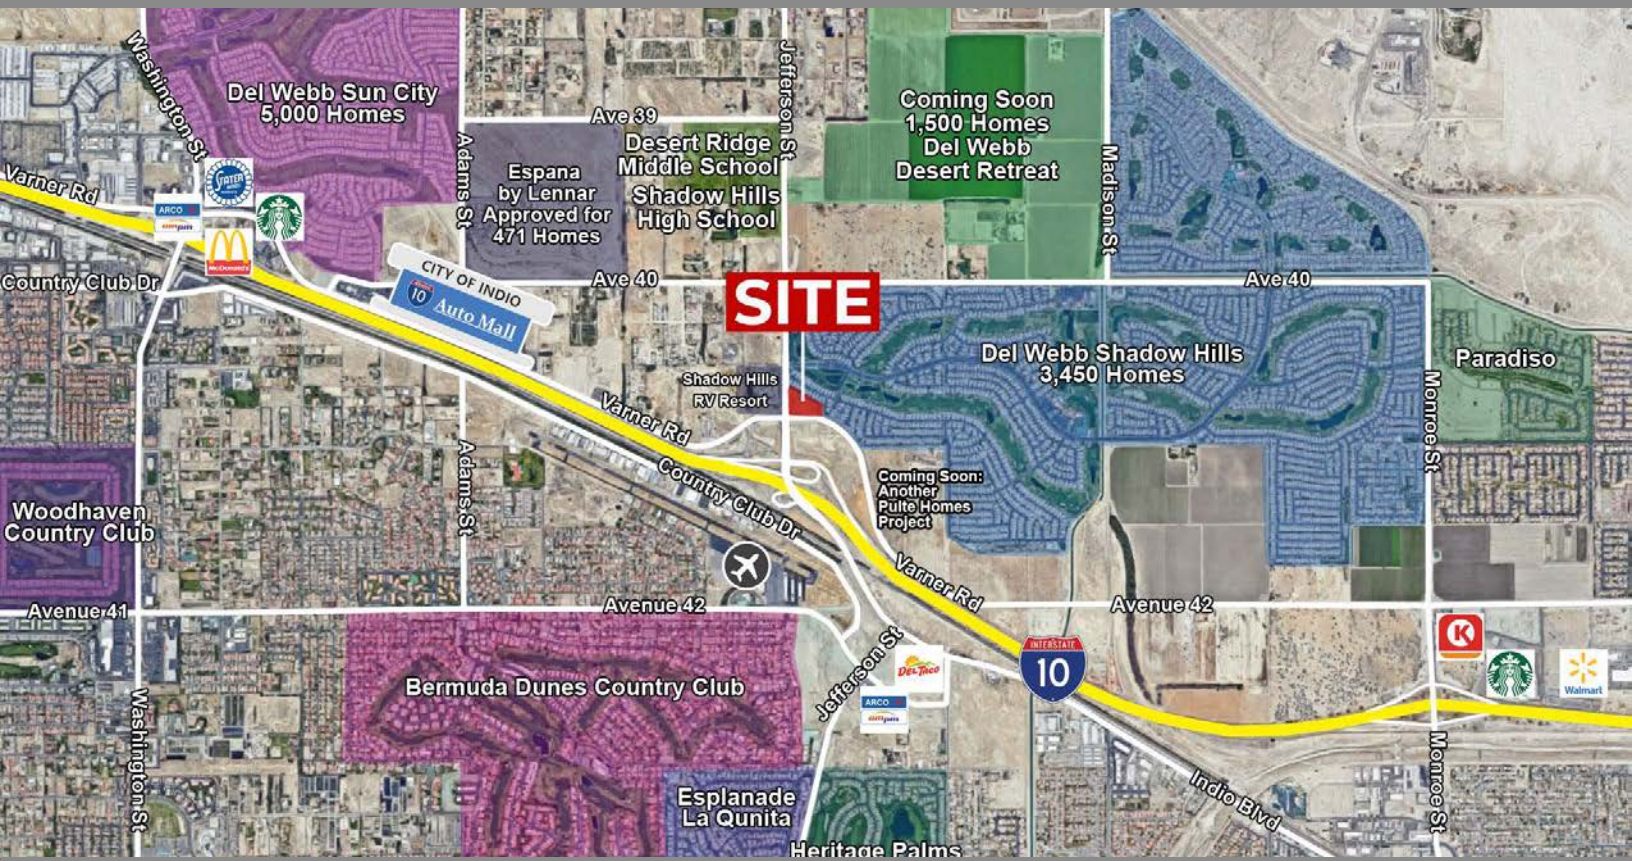 Washington St
Del Webb Sun City
5,000 Homes
Varner Rd
STATER
ARCO
ampm
McDonald's
Country Club Dr
Adams St
Ave 39
Espana
by Lennar
Approved for
471 Homes
Desert Ridge
Middle School
Shadow Hills
High School
Jefferson St
Coming Soon
1,500 Homes
Del Webb
Desert Retreat
Madison St
CITY OF INDIO
10
Auto Mall
Ave 40
SITE
Ave 40
Del Webb Shadow Hills
3,450 Homes
Paradiso
Monroe St
Shadow Hills
RV Resort
Varner Rd
Country Club Dr
Adams St
Coming Soon:
Another
Pulte Homes
Project
Woodhaven
Country Club
Varner Rd
Avenue 41
Avenue 42
Avenue 42
INTERSTATE
10
K
Walmart
Jefferson St
DEL TACO
ARCO
ampm
Bermuda Dunes Country Club
Washington St
Esplanade
La Qunita
Heritage Palms
Indio Blvd
Monroe St